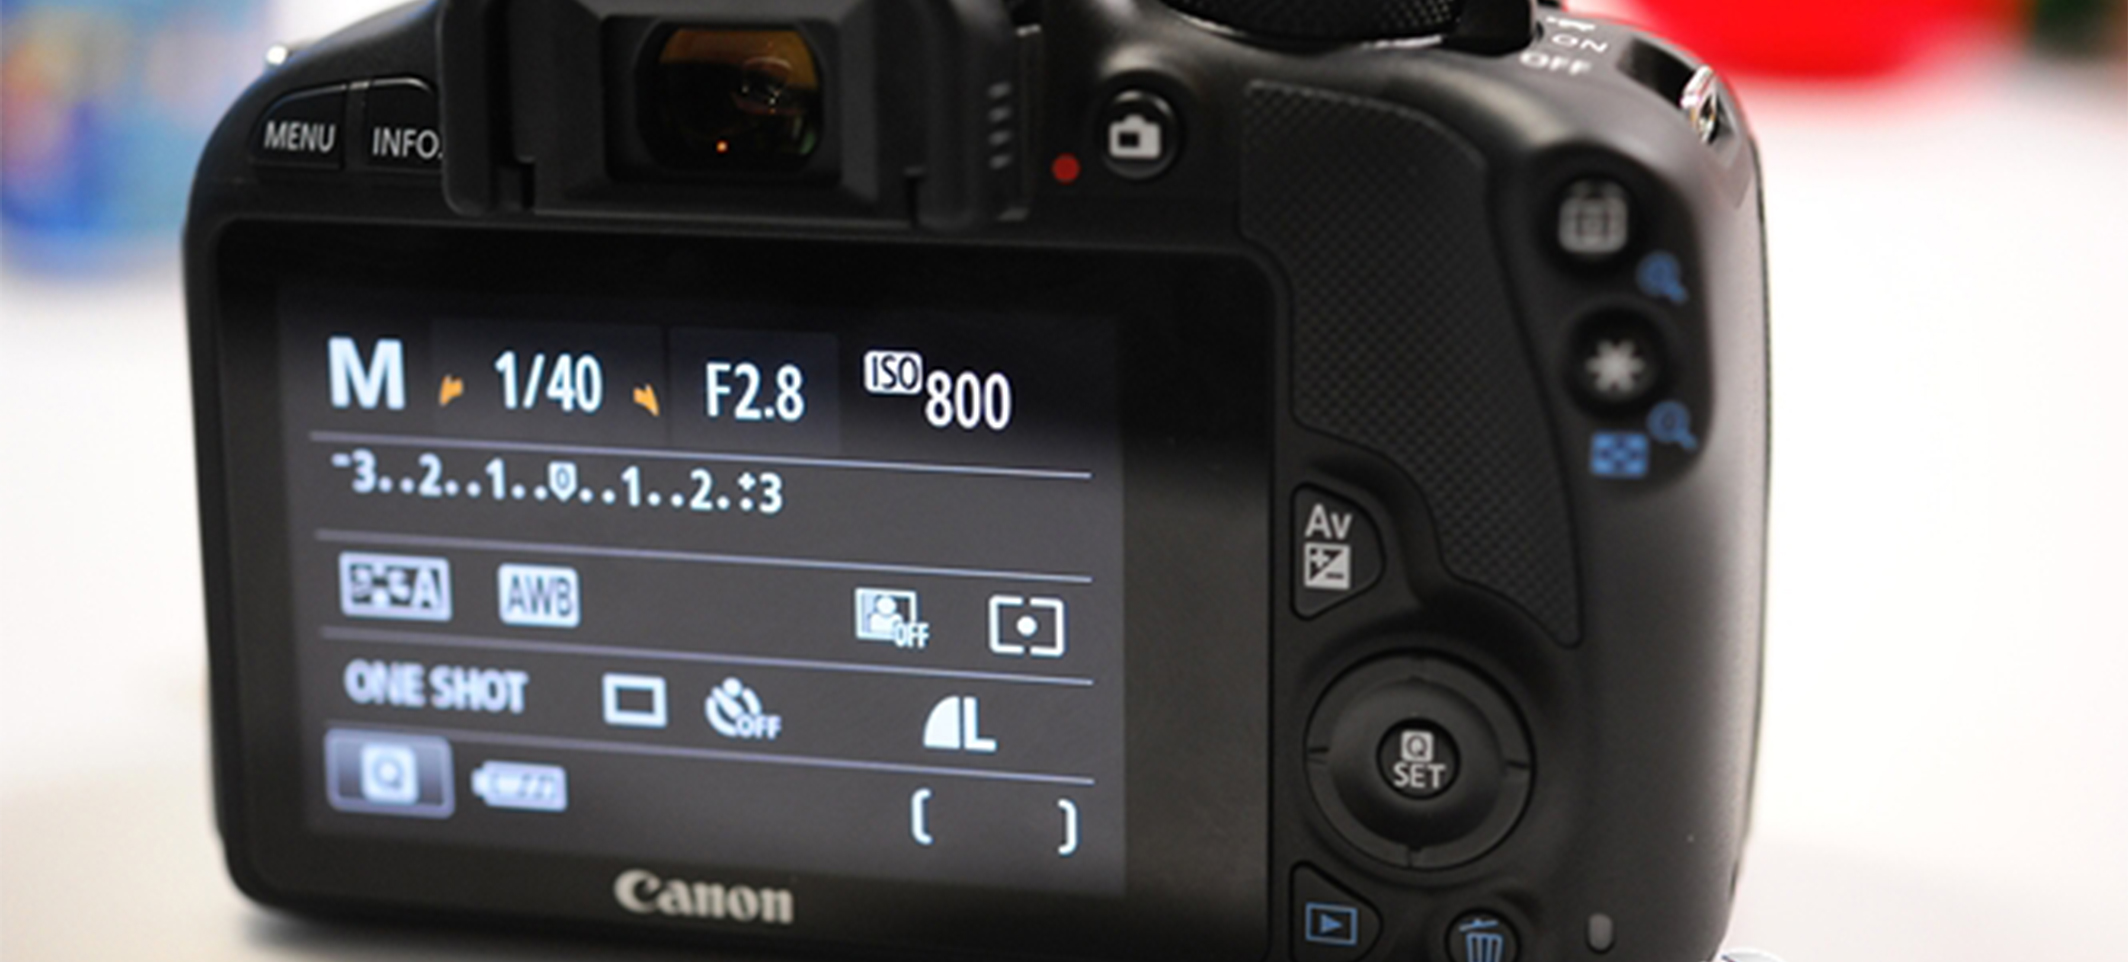 ON
OFF
MENU INFO.
M 1/40 F2.8 ISO 800
-3..2..1..0..1..2.:+3
AWB OFF
ONE SHOT OFF L
Q
[ ]
Canon
Av
Q
SET